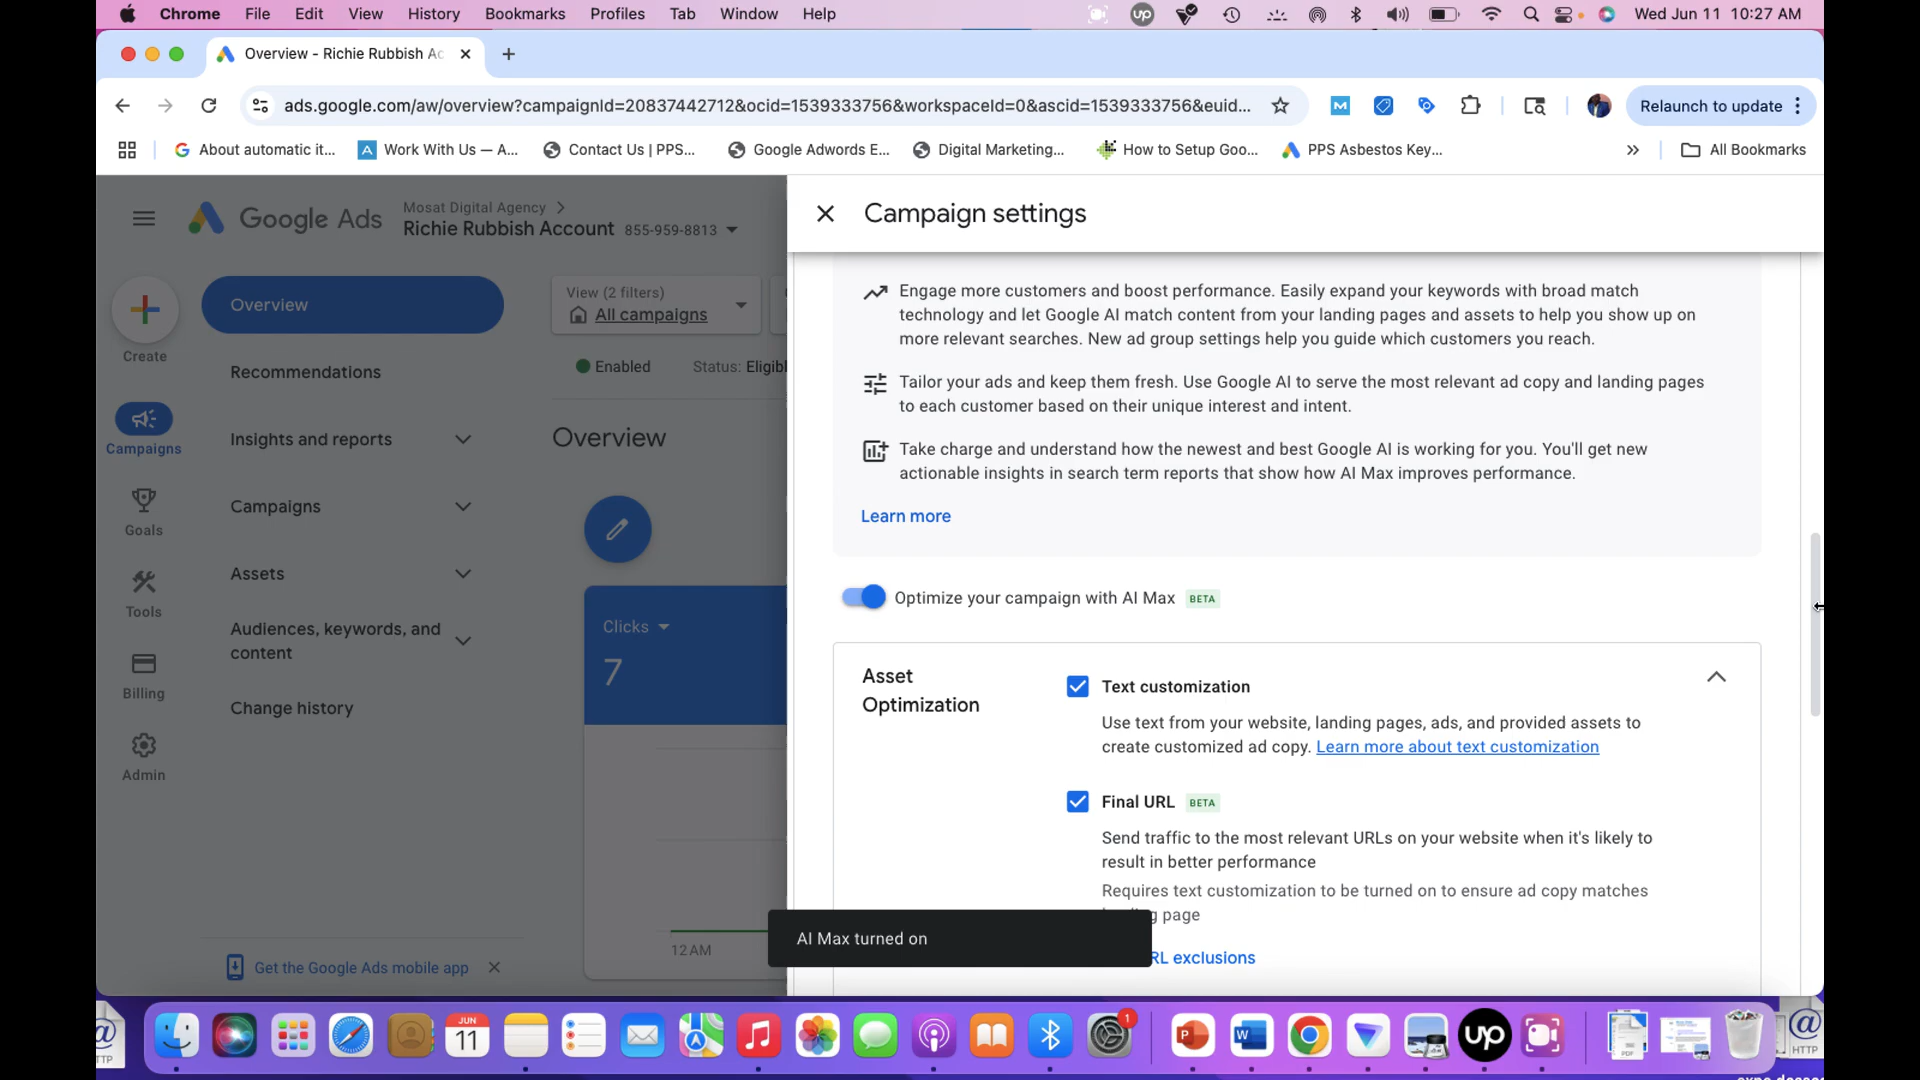 Chrome File Edit View History Bookmarks Profiles Tab Window Help
up
Wed Jun 11 10:27 AM
Overview - Richie Rubbish Ac
ads.google.com/aw/overview?campaignId=20837442712&ocid=1539333756&workspaceId=0&ascid=1539333756&euid...
M
Relaunch to update
About automatic it...
A Work With Us — A...
Contact Us | PPS...
Google Adwords E...
Digital Marketing...
How to Setup Goo...
PPS Asbestos Key...
All Bookmarks
Google Ads
Mosat Digital Agency
Richie Rubbish Account 855-959-8813
Create
Campaigns
Goals
Tools
Billing
Admin
Overview
Recommendations
Insights and reports
Campaigns
Assets
Audiences, keywords, and
content
Change history
Get the Google Ads mobile app
View (2 filters)
All campaigns
Enabled Status: Eligibl
Overview
Clicks
7
12 AM
Campaign settings
Engage more customers and boost performance. Easily expand your keywords with broad match
technology and let Google AI match content from your landing pages and assets to help you show up on
more relevant searches. New ad group settings help you guide which customers you reach.
Tailor your ads and keep them fresh. Use Google AI to serve the most relevant ad copy and landing pages
to each customer based on their unique interest and intent.
Take charge and understand how the newest and best Google AI is working for you. You'll get new
actionable insights in search term reports that show how AI Max improves performance.
Learn more
Optimize your campaign with AI Max BETA
Asset
Optimization
Text customization
Use text from your website, landing pages, ads, and provided assets to
create customized ad copy. Learn more about text customization
Final URL BETA
Send traffic to the most relevant URLs on your website when it's likely to
result in better performance
Requires text customization to be turned on to ensure ad copy matches
page
RL exclusions
AI Max turned on
JUN
11
1
P
W
up
PDF
HTTP